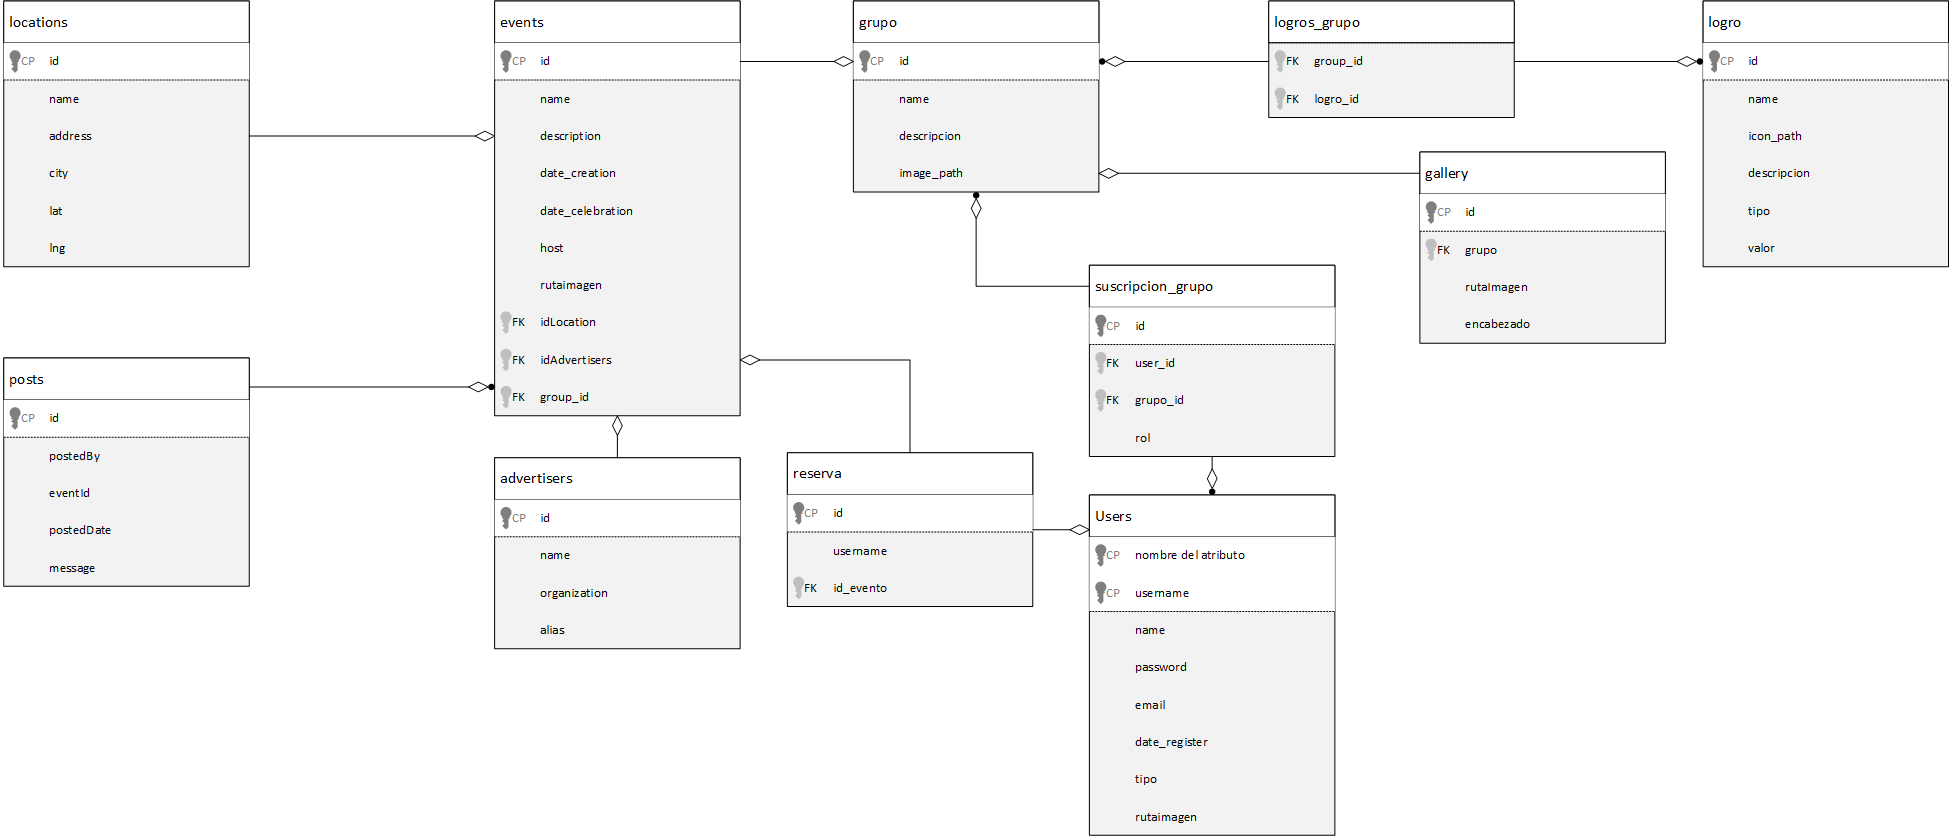 locations
CP id
name
address
city
lat
lng
events
CP id
name
description
date_creation
date_celebration
host
rutaimagen
FK idLocation
FK idAdvertisers
FK group_id
grupo
CP id
name
descripcion
image_path
logros_grupo
FK group_id
FK logro_id
logro
CP id
name
icon_path
descripcion
tipo
valor
gallery
CP id
FK grupo
rutaImagen
encabezado
suscripcion_grupo
CP id
FK user_id
FK grupo_id
rol
posts
CP id
postedBy
eventId
postedDate
message
advertisers
CP id
name
organization
alias
reserva
CP id
username
FK id_evento
Users
CP nombre del atributo
CP username
name
password
email
date_register
tipo
rutaimagen